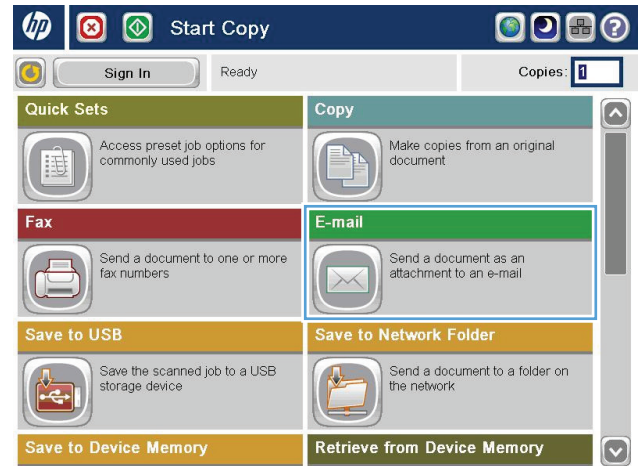 hp
Start Copy
?
Sign In
Ready
Copies: 1
Quick Sets
Access preset job options for
commonly used jobs
Copy
Make copies from an original
document
Fax
Send a document to one or more
fax numbers
E-mail
Send a document as an
attachment to an e-mail
Save to USB
Save the scanned job to a USB
storage device
Save to Network Folder
Send a document to a folder on
the network
Save to Device Memory
Retrieve from Device Memory